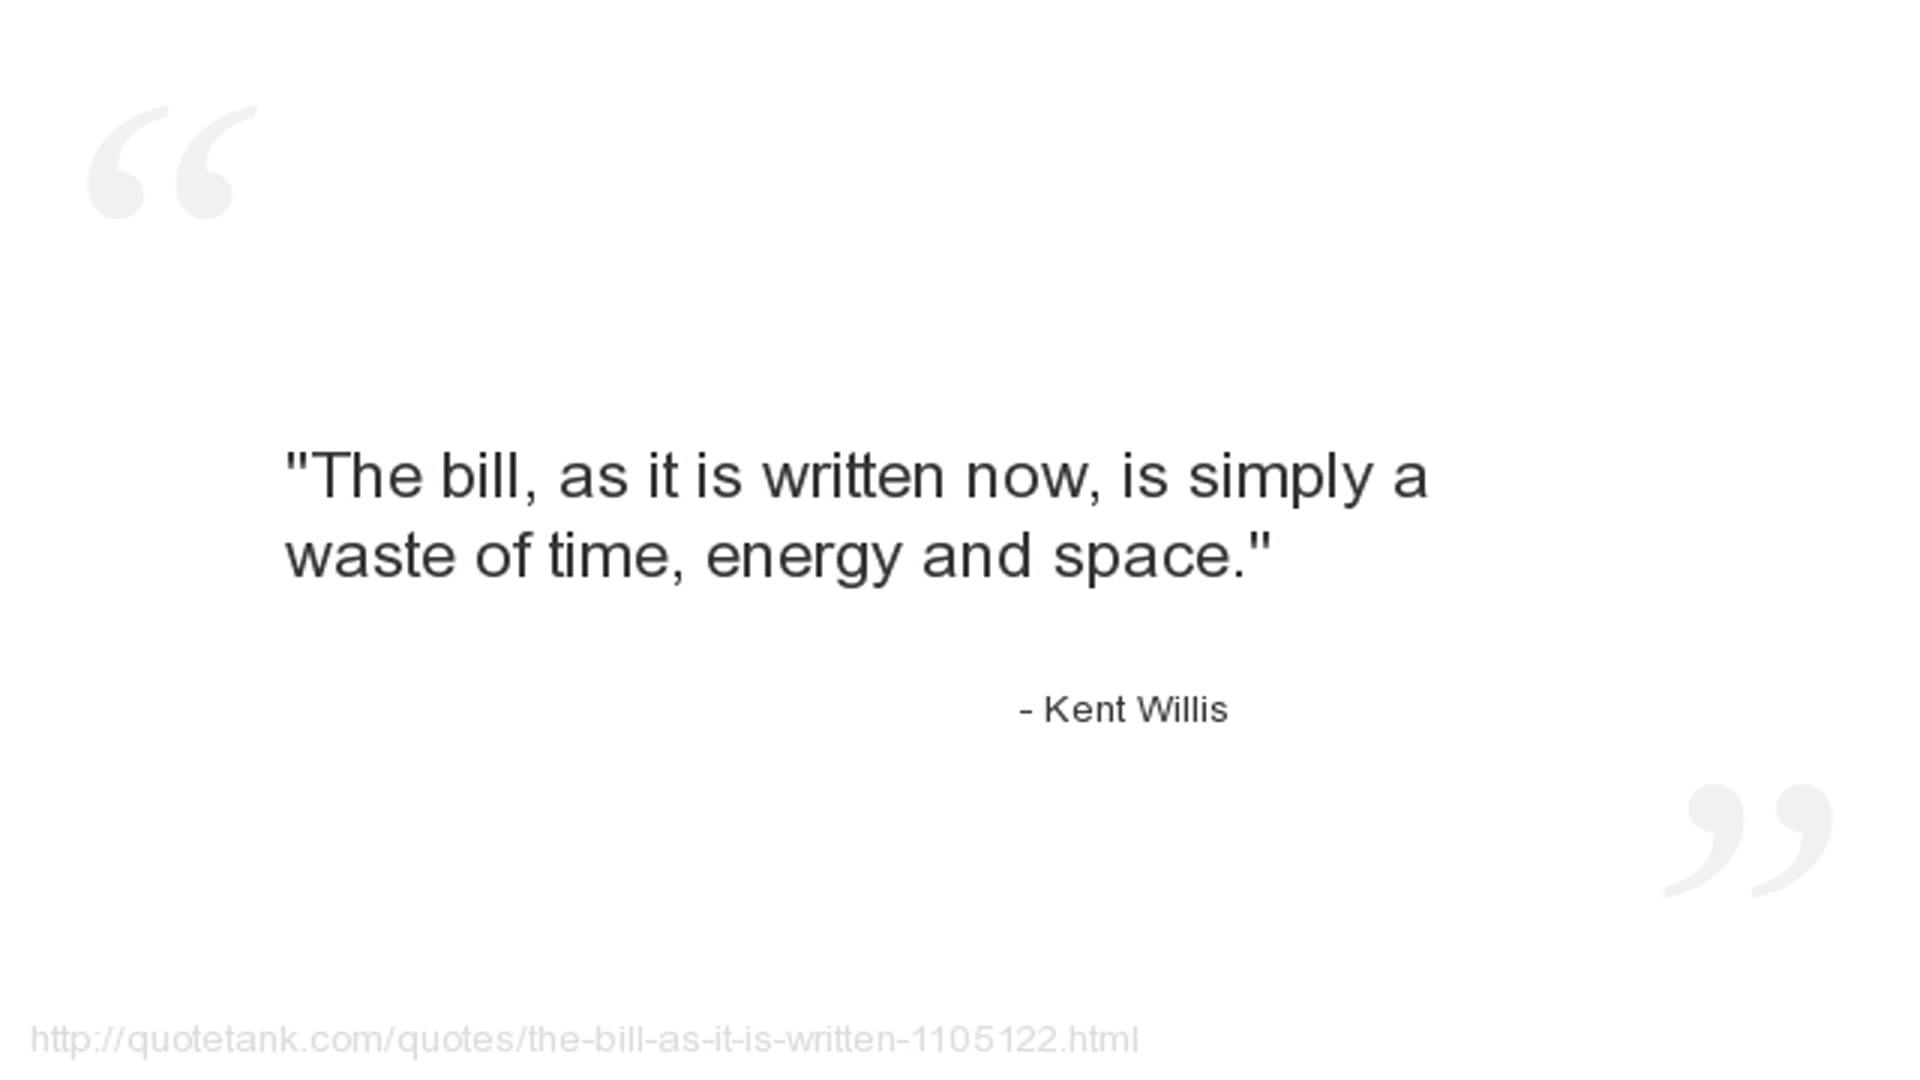 "The bill, as it is written now, is simply a
waste of time, energy and space."
- Kent Willis
http://quotetank.com/quotes/the-bill-as-it-is-written-1105122.html